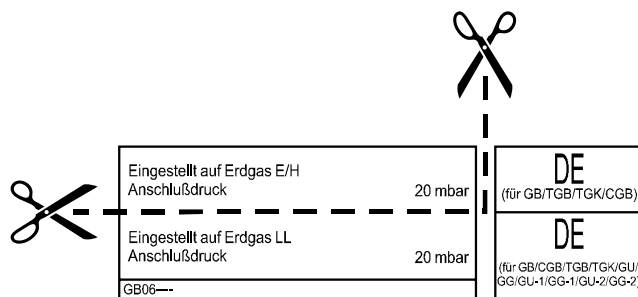 Eingestellt auf Erdgas E/H
Anschlußdruck 20 mbar
DE
(für GB/TGB/TGK/CGB)
Eingestellt auf Erdgas LL
Anschlußdruck 20 mbar
DE
(für GB/CGB/TGB/TGK/GU/
GG/GU-1/GG-1/GU-2/GG-2)
GB06----